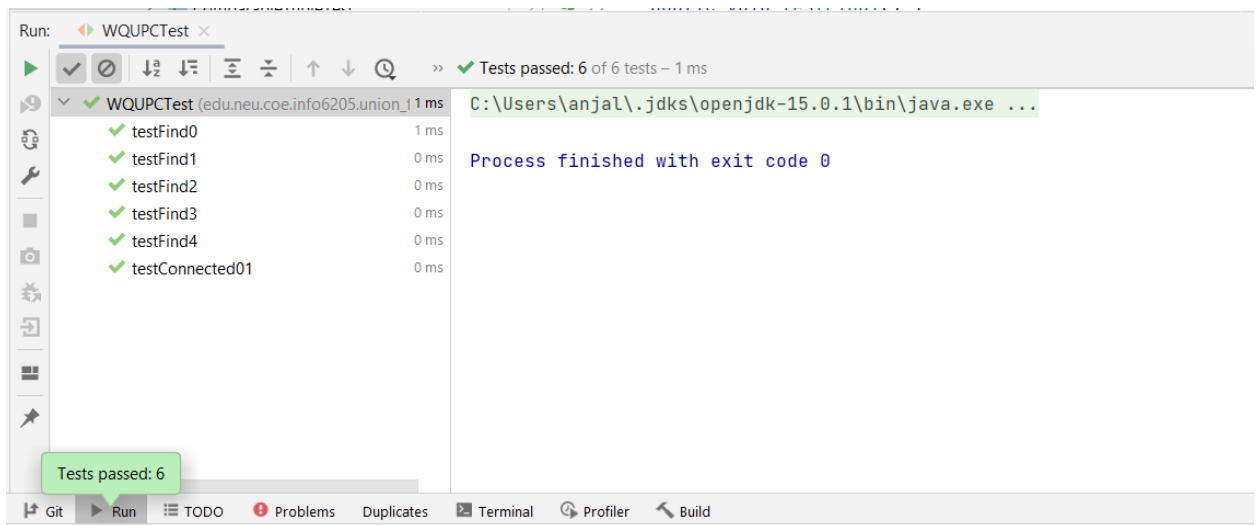 Run: WQUPCTest
Tests passed: 6 of 6 tests – 1 ms
WQUPCTest (edu.neu.coe.info6205.union_ 1 ms
testFind0 1 ms
testFind1 0 ms
testFind2 0 ms
testFind3 0 ms
testFind4 0 ms
testConnected01 0 ms
C:\Users\anjal\.jdks\openjdk-15.0.1\bin\java.exe ...
Process finished with exit code 0
Tests passed: 6
Git Run TODO Problems Duplicates Terminal Profiler Build